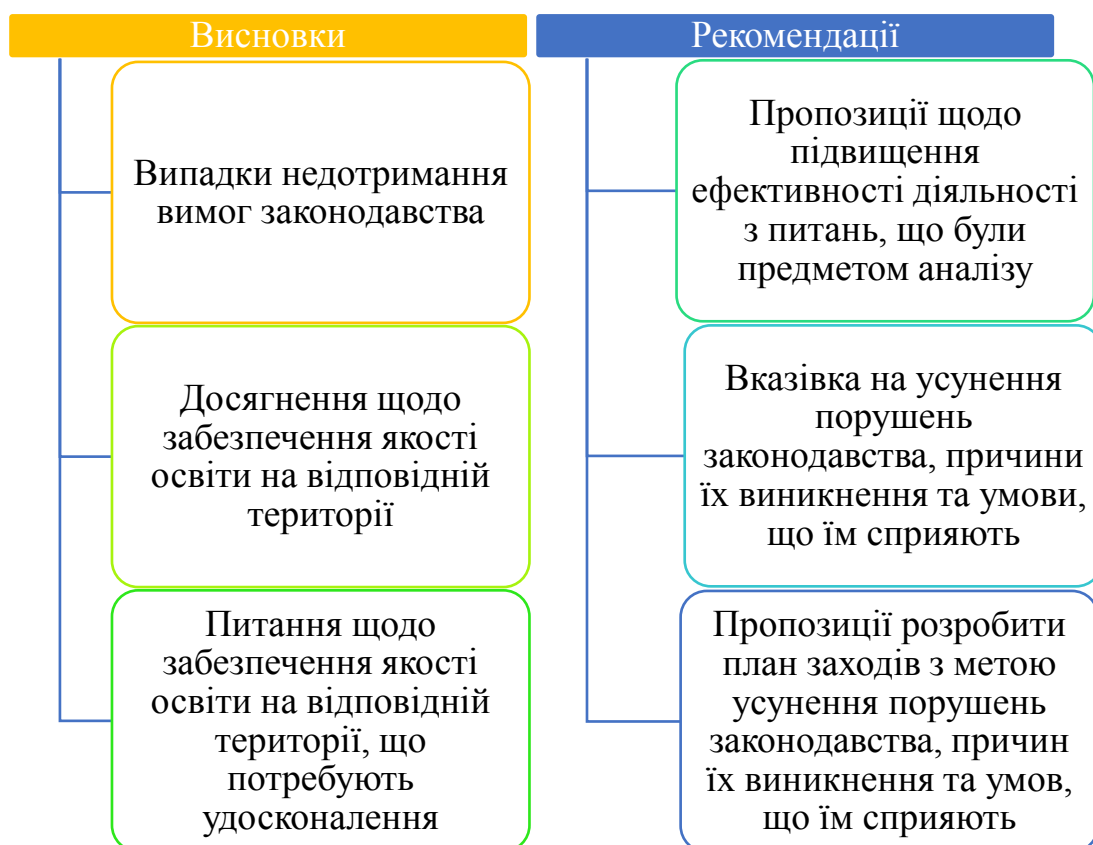 Висновки
Випадки недотримання
вимог законодавства
Досягнення щодо
забезпечення якості
освіти на відповідній
території
Питання щодо
забезпечення якості
освіти на відповідній
території, що
потребують
удосконалення
Рекомендації
Пропозиції щодо
підвищення
ефективності діяльності
з питань, що були
предметом аналізу
Вказівка на усунення
порушень
законодавства, причини
їх виникнення та умови,
що їм сприяють
Пропозиції розробити
план заходів з метою
усунення порушень
законодавства, причин
їх виникнення та умов,
що їм сприяють